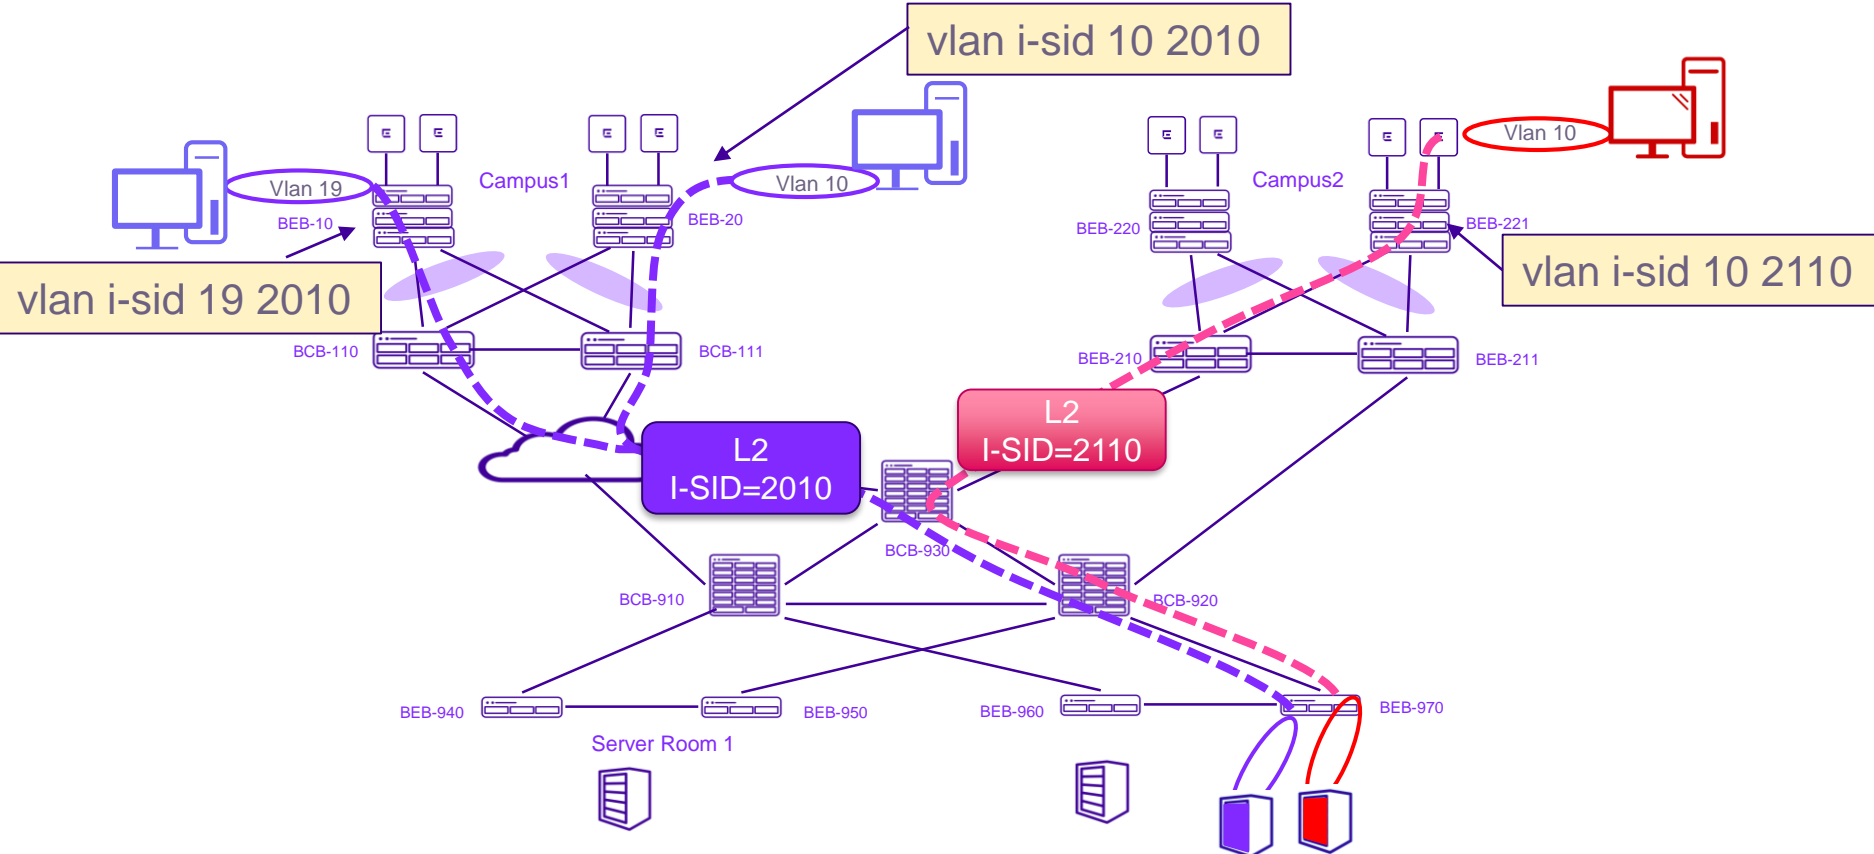 vlan i-sid 10 2010
Vlan 10
Vlan 19
Campus1
Vlan 10
Campus2
BEB-10
BEB-20
BEB-220
BEB-221
vlan i-sid 19 2010
vlan i-sid 10 2110
BCB-110
BCB-111
BEB-210
BEB-211
L2
I-SID=2110
L2
I-SID=2010
BCB-930
BCB-910
BCB-920
BEB-940
BEB-950
BEB-960
BEB-970
Server Room 1